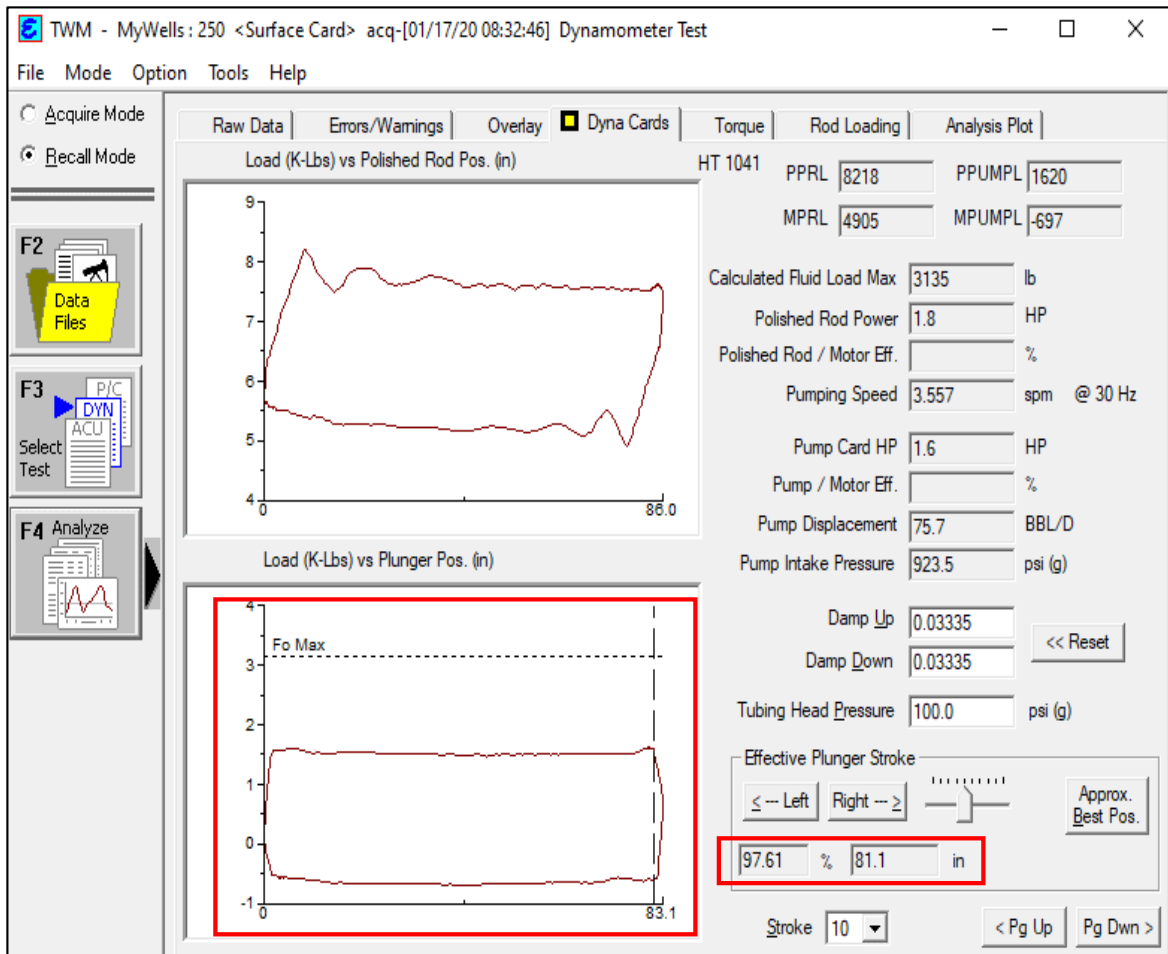 TWM - MyWells : 250 <Surface Card> acq-[01/17/20 08:32:46] Dynamometer Test
File Mode Option Tools Help
Acquire Mode
Recall Mode
F2
Data
Files
F3
P/C
DYN
ACU
Select
Test
F4 Analyze
Raw Data Errors/Warnings Overlay Dyna Cards Torque Rod Loading Analysis Plot
Load (K-Lbs) vs Polished Rod Pos. (in)
9
8
7
6
5
4
0 86.0
Load (K-Lbs) vs Plunger Pos. (in)
4
Fo Max
3
2
1
0
-1
0 83.1
HT 1041 PPRL 8218 PPUMPL 1620
MPRL 4905 MPUMPL -697
Calculated Fluid Load Max 3135 lb
Polished Rod Power 1.8 HP
Polished Rod / Motor Eff. %
Pumping Speed 3.557 spm @ 30 Hz
Pump Card HP 1.6 HP
Pump / Motor Eff. %
Pump Displacement 75.7 BBL/D
Pump Intake Pressure 923.5 psi (g)
Damp Up 0.03335
<< Reset
Damp Down 0.03335
Tubing Head Pressure 100.0 psi (g)
Effective Plunger Stroke
< --- Left Right --- >
Approx.
Best Pos.
97.61 % 81.1 in
Stroke 10 < Pg Up Pg Dwn >